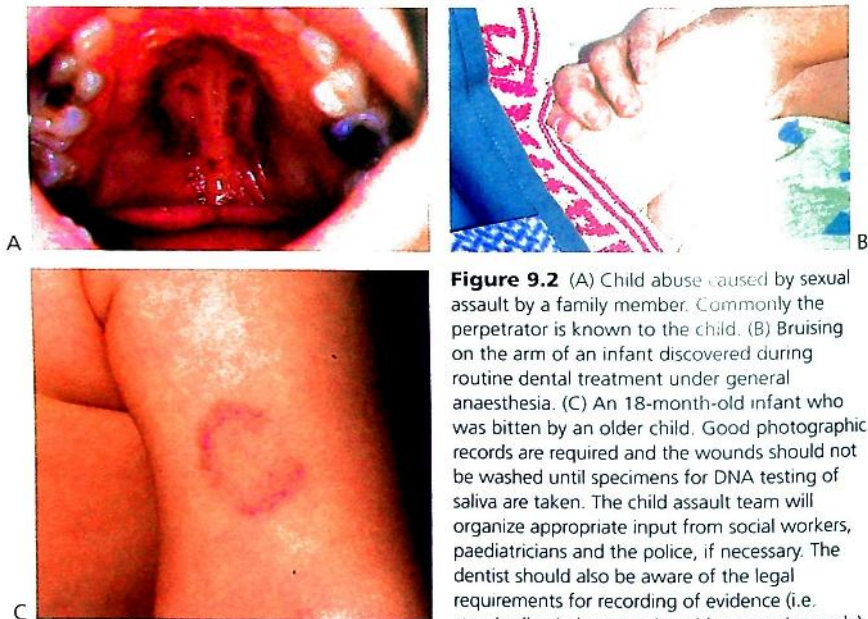 A
B
C
Figure 9.2 (A) Child abuse caused by sexual
assault by a family member. Commonly the
perpetrator is known to the child. (B) Bruising
on the arm of an infant discovered during
routine dental treatment under general
anaesthesia. (C) An 18-month-old infant who
was bitten by an older child. Good photographic
records are required and the wounds should not
be washed until specimens for DNA testing of
saliva are taken. The child assault team will
organize appropriate input from social workers,
paediatricians and the police, if necessary. The
dentist should also be aware of the legal
requirements for recording of evidence (i.e.